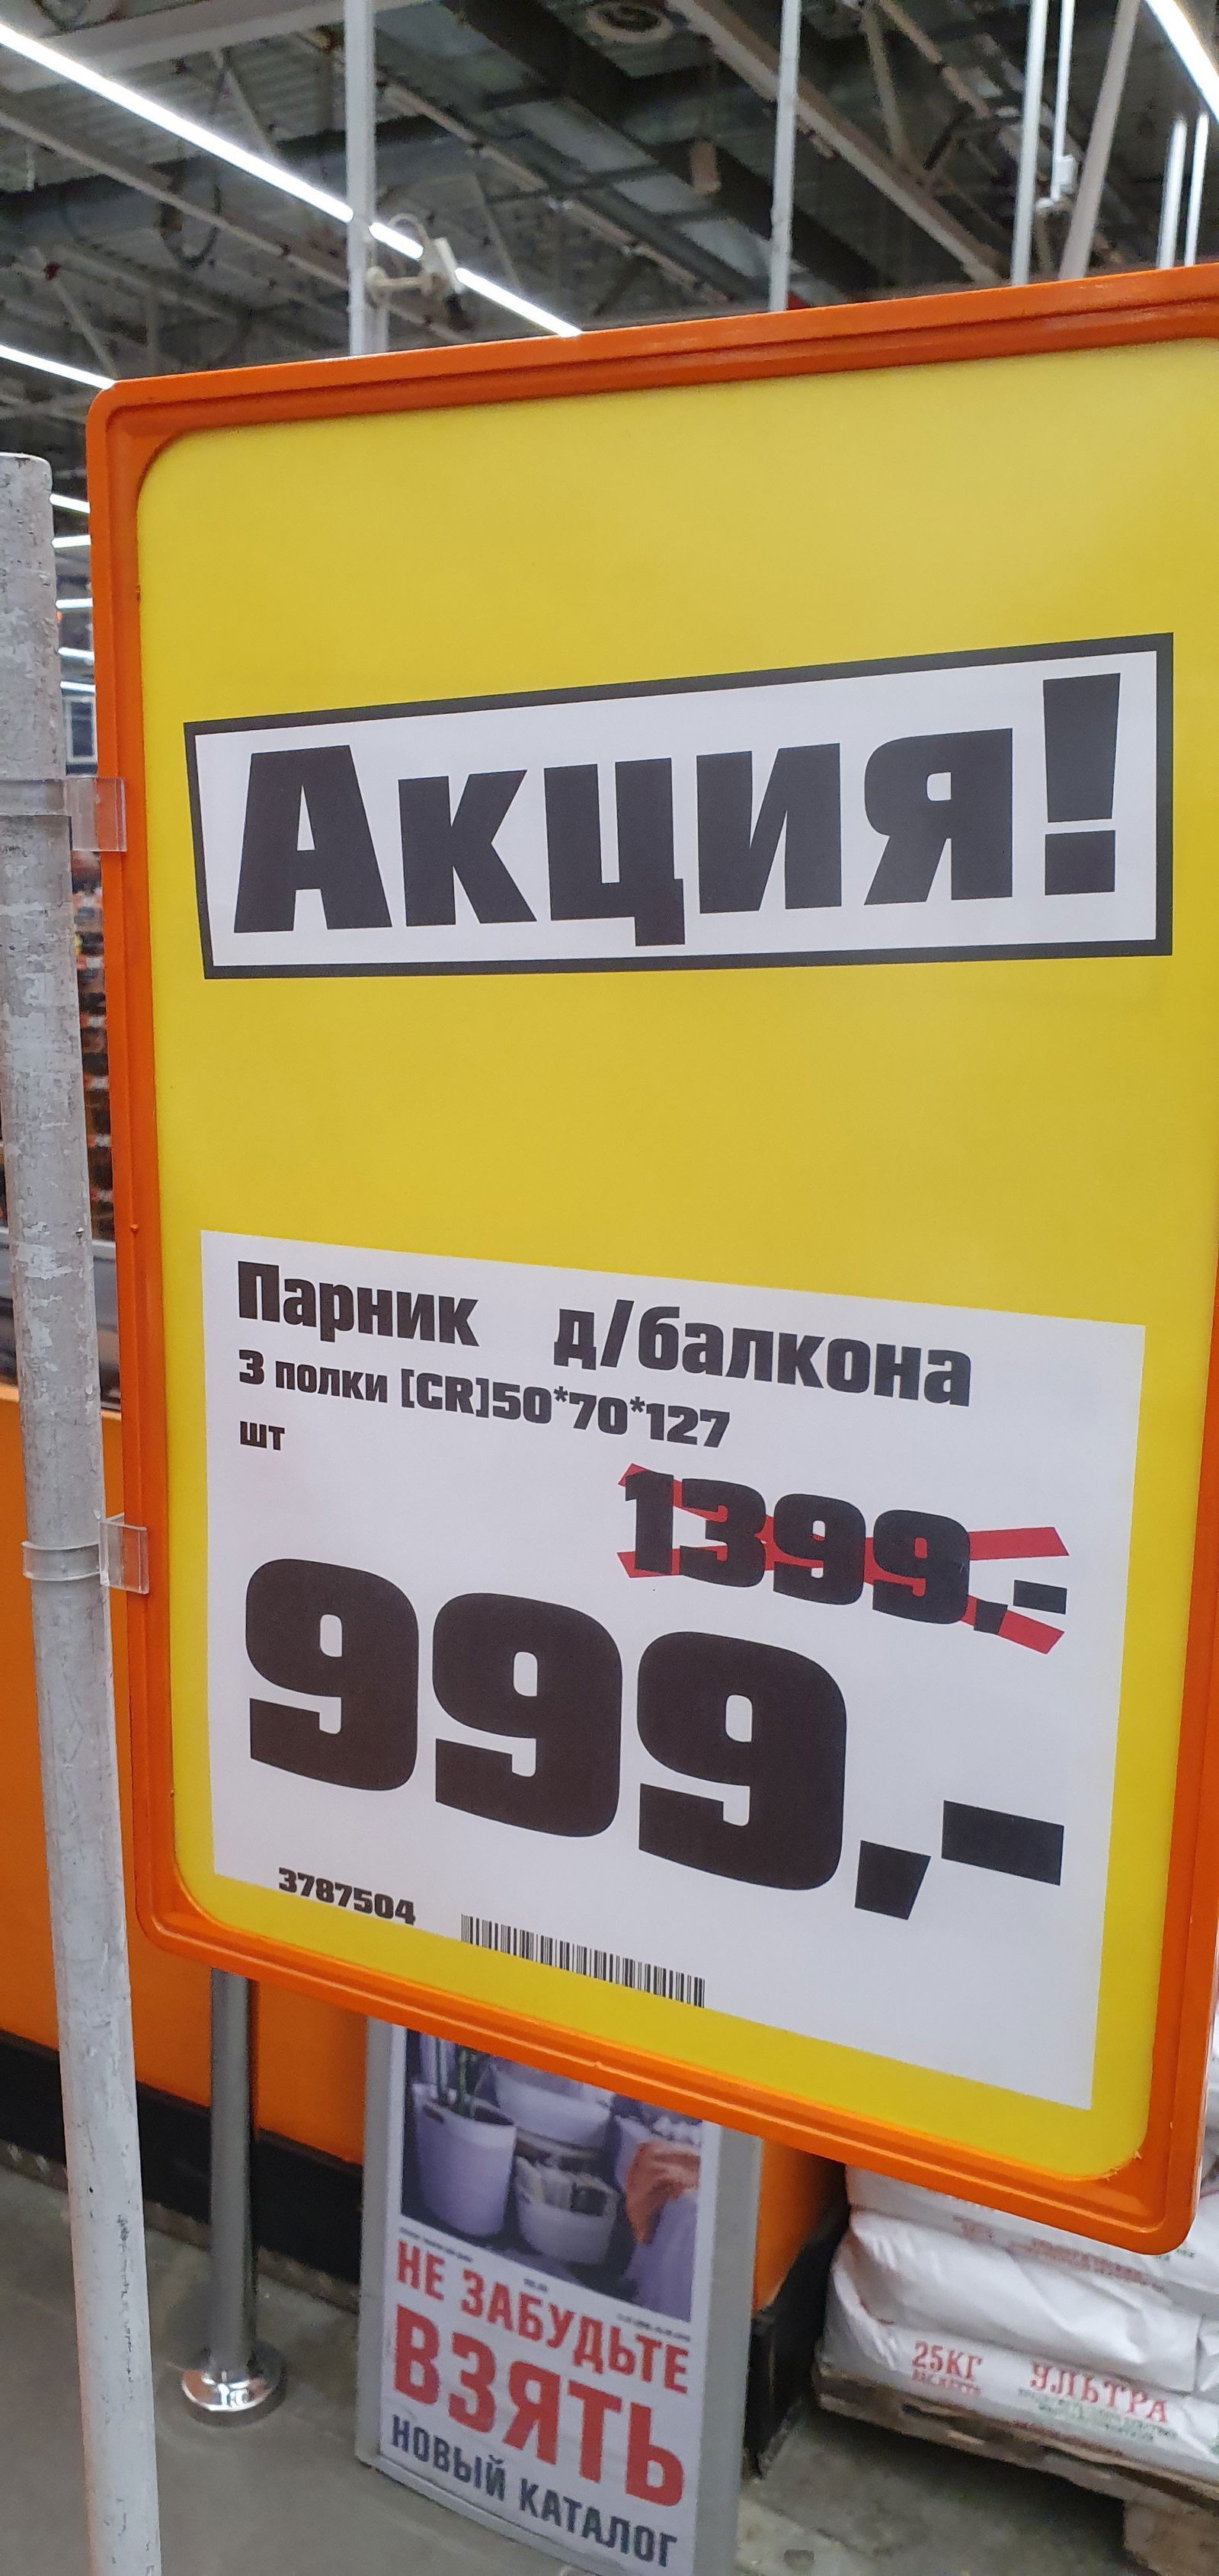 Акция!
Парник д/балкона
3 полки [CR]50*70*127
шт
1399,-
999,-
3787504
НЕ ЗАБУДЬТЕ
ВЗЯТЬ
НОВЫЙ КАТАЛОГ
25КГ УЛЬТРА